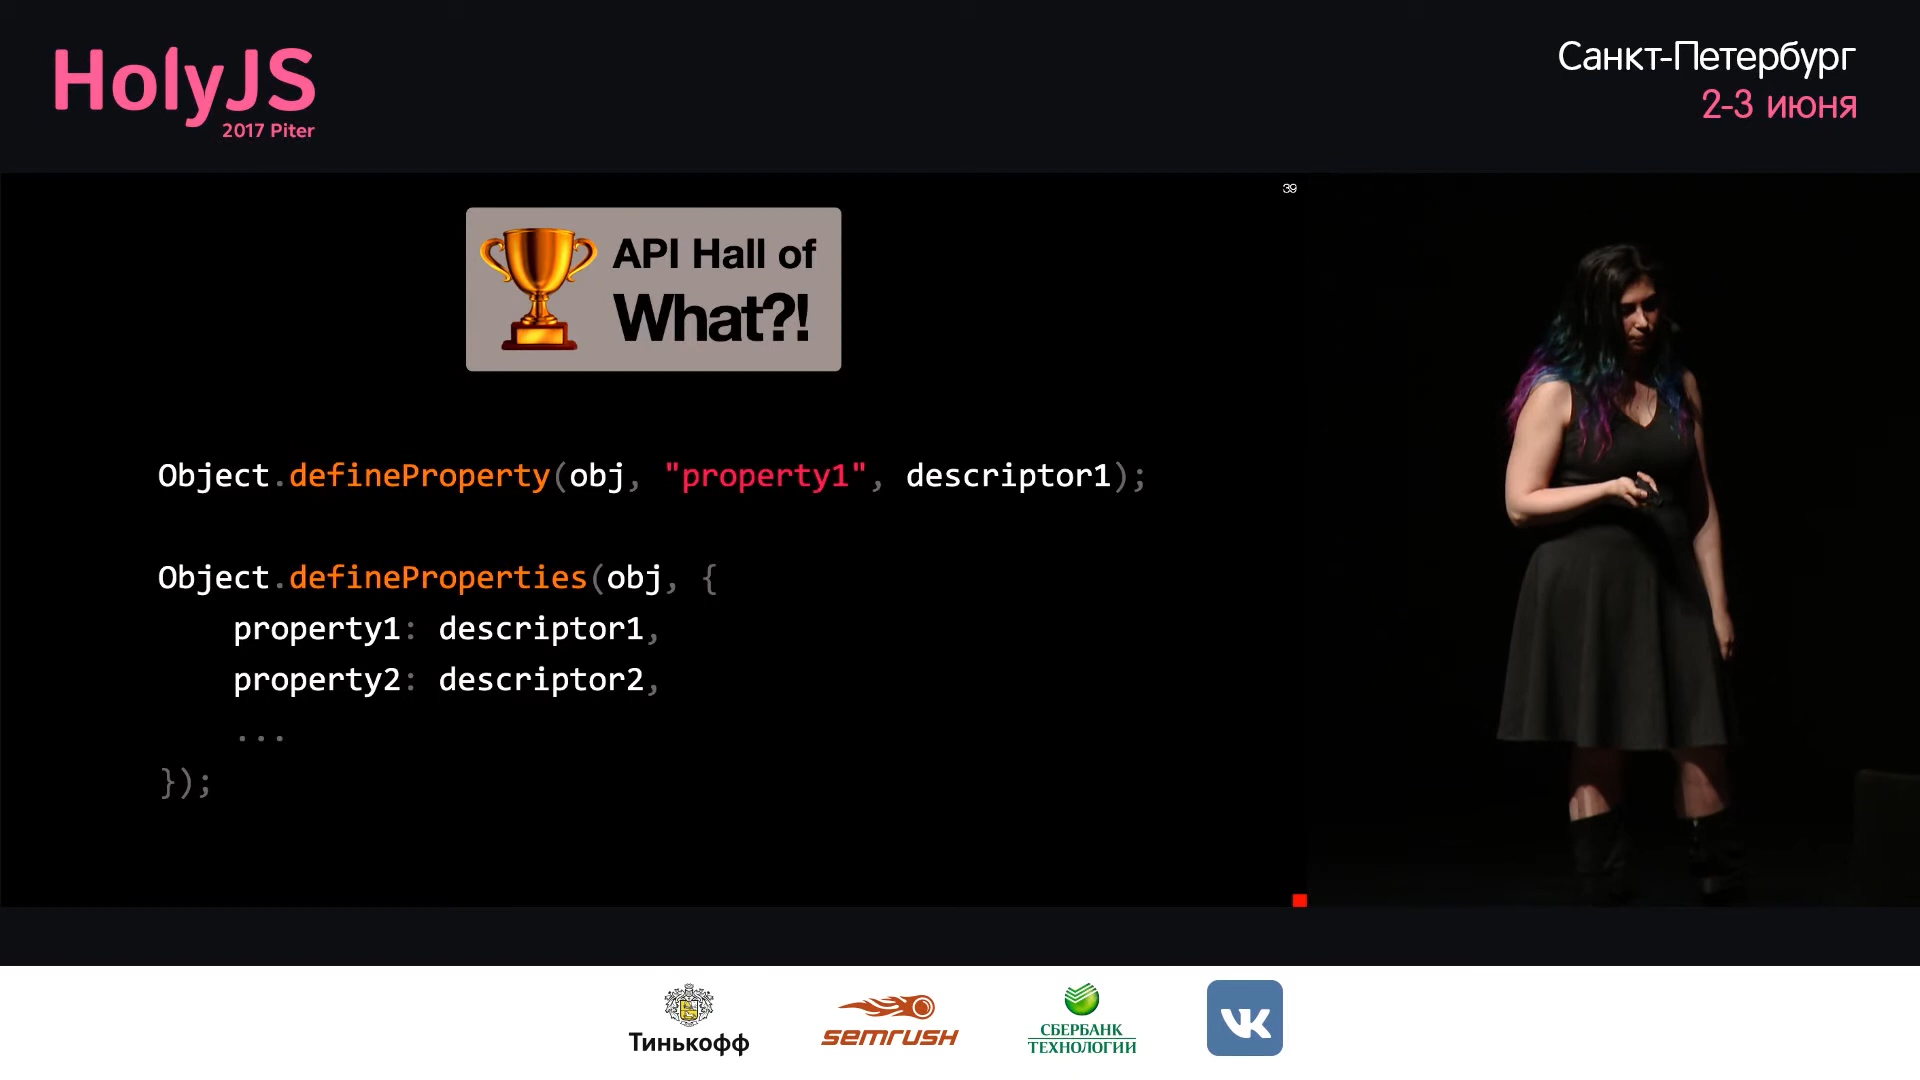 HolyJS
2017 Piter
Санкт-Петербург
2-3 июня
39
API Hall of
What?!
Object.defineProperty(obj, "property1", descriptor1);
Object.defineProperties(obj, {
property1: descriptor1,
property2: descriptor2,
...
});
Тинькофф
semrush
СБЕРБАНК
ТЕХНОЛОГИИ
VK